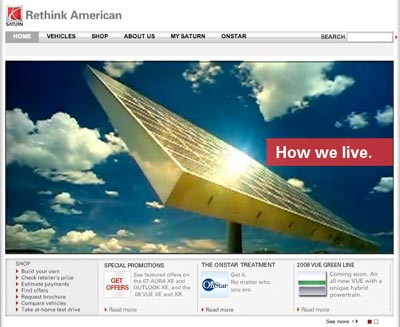 SATURN
Rethink American
HOME VEHICLES SHOP ABOUT US MY SATURN ONSTAR SEARCH
How we live.
SHOP
Build your own
Check retailer's price
Estimate payments
Find offers
Request brochure
Compare vehicles
Take at-home test drive
SPECIAL PROMOTIONS
GET
OFFERS
See featured offers on
the 07 AURA XE and
OUTLOOK XE, and the
08 VUE XE and XR.
Read more
THE ONSTAR TREATMENT
OnStar
Got it.
No matter who
you are.
2008 VUE GREEN LINE
Coming soon. An
all-new VUE with a
unique hybrid
powertrain.
Read more
See more